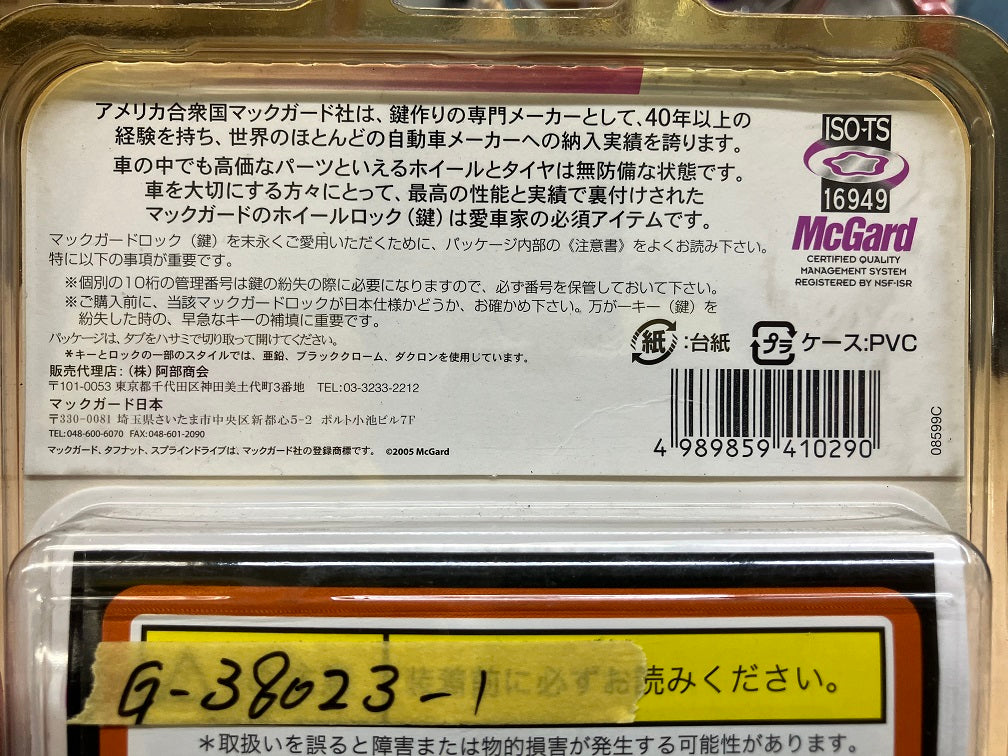 アメリカ合衆国マックガード社は、鍵作りの専門メーカーとして、40年以上の
経験を持ち、世界のほとんどの自動車メーカーへの納入実績を誇ります。
車の中でも高価なパーツといえるホイールとタイヤは無防備な状態です。
車を大切にする方々にとって、最高の性能と実績で裏付けされた
マックガードのホイールロック（鍵）は愛車家の必須アイテムです。
マックガードロック（鍵）を末永くご愛用いただくために、パッケージ内部の《注意書》をよくお読み下さい。
特に以下の事項が重要です。
※個別の10桁の管理番号は鍵の紛失の際に必要になりますので、必ず番号を保管しておいて下さい。
※ご購入前に、当該マックガードロックが日本仕様かどうか、お確かめ下さい。万が一キー（鍵）を
紛失した時の、早急なキーの補填に重要です。
パッケージは、タブをハサミで切り取って開けてください。
＊キーとロックの一部のスタイルでは、亜鉛、ブラッククローム、ダクロンを使用しています。
販売代理店：（株）阿部商会
〒101-0053 東京都千代田区神田美土代町3番地 TEL：03-3233-2212
マックガード日本
〒330-0081 埼玉県さいたま市中央区新都心5-2 ポルト小池ビル7F
TEL：048-600-6070 FAX：048-601-2090
マックガード、タフナット、スプラインドライブは、マックガード社の登録商標です。 ©2005 McGard
ISO-TS
16949
McGard
CERTIFIED QUALITY
MANAGEMENT SYSTEM
REGISTERED BY NSF-ISR
紙：台紙 プラ ケース：PVC
4 989859 410290
08599C
G-38023-1
装着前に必ずお読みください。
＊取扱いを誤ると障害または物的損害が発生する可能性があります。